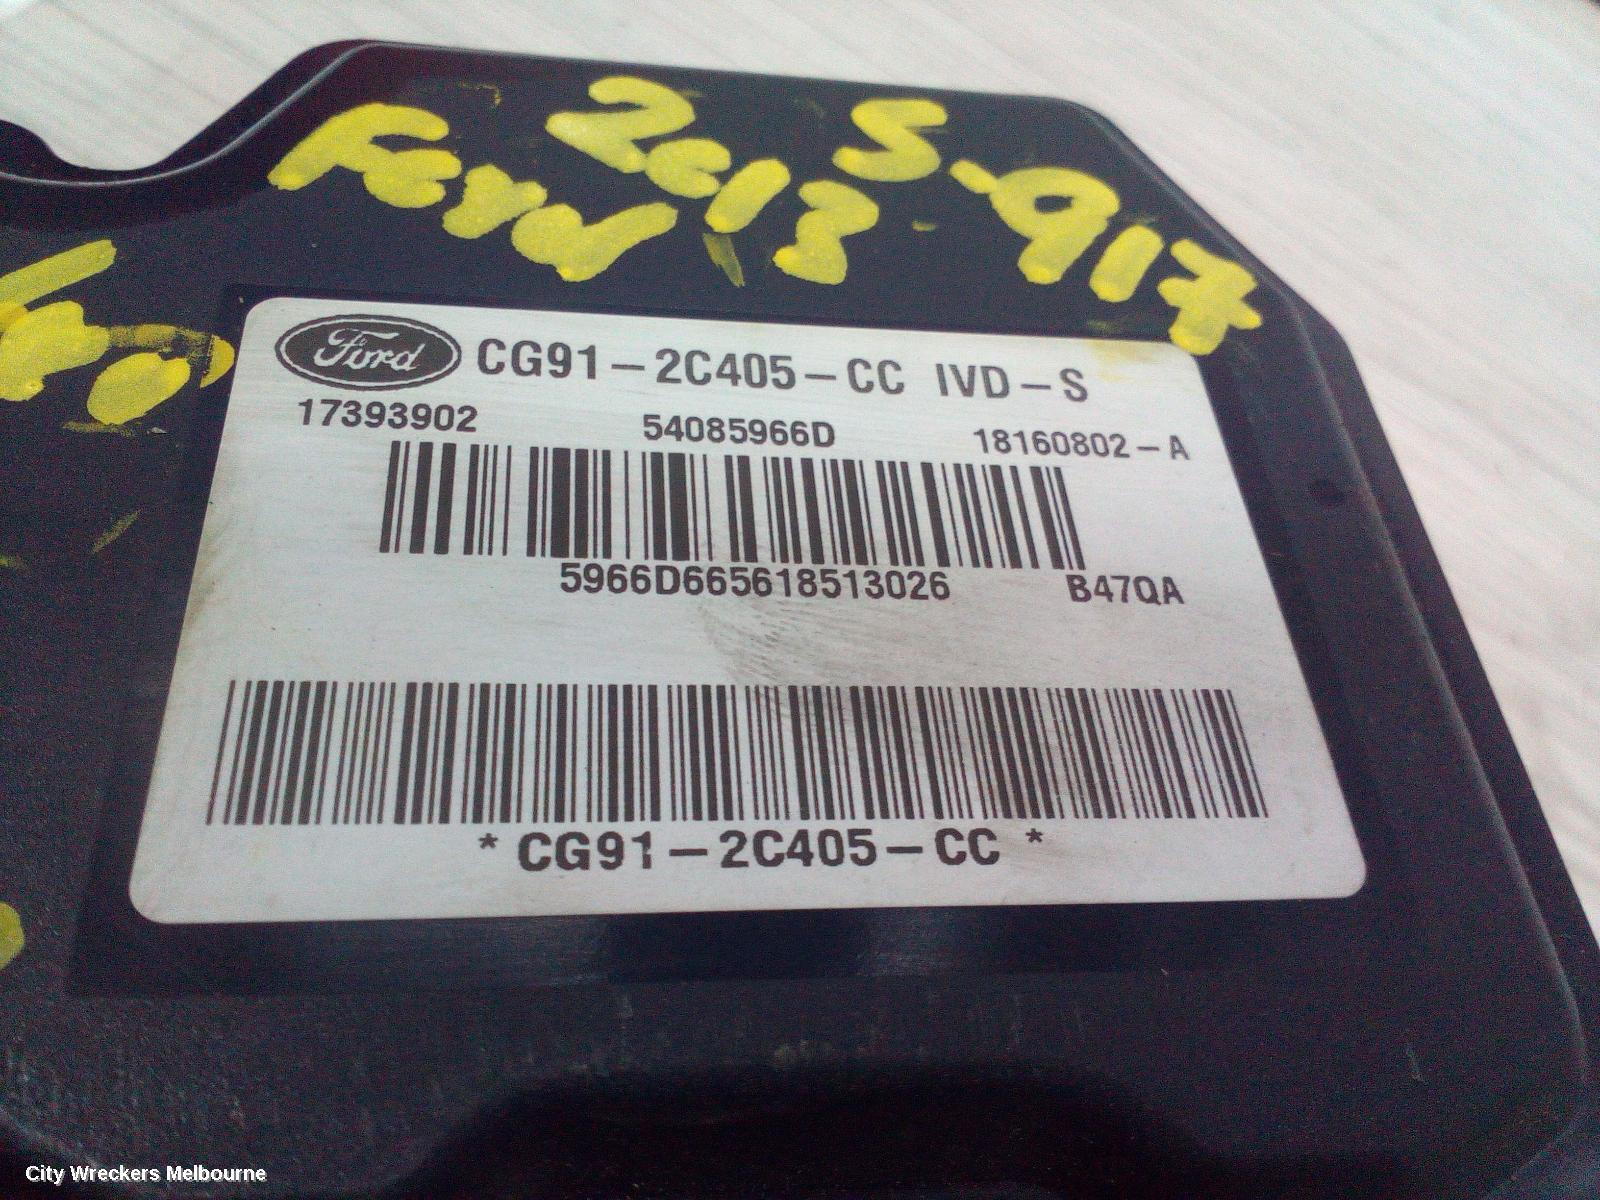 S-917
Ford 2013
Ford CG91-2C405-CC IVD-S
17393902 54085966D 18160802-A
5966D665618513026 B47QA
*CG91-2C405-CC*
City Wreckers Melbourne